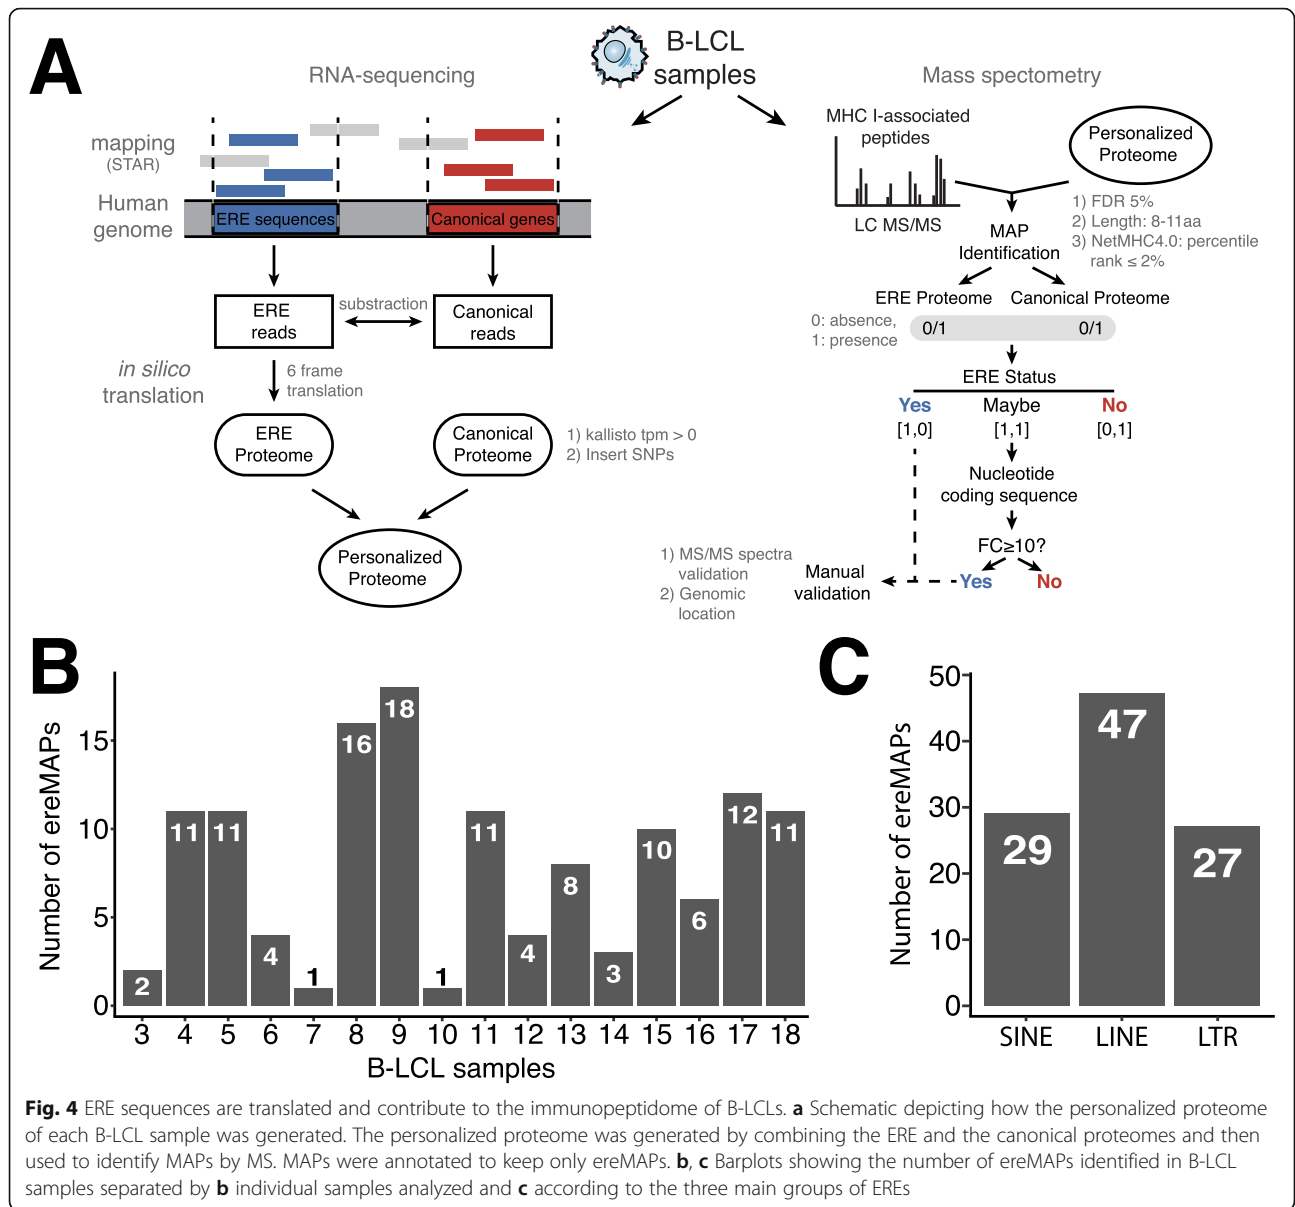 A
B-LCL
samples
RNA-sequencing
Mass spectometry
mapping
(STAR)
Human
genome
ERE sequences
Canonical genes
ERE
reads
substraction
Canonical
reads
in silico
translation
6 frame
translation
ERE
Proteome
Canonical
Proteome
1) kallisto tpm > 0
2) Insert SNPs
Personalized
Proteome
MHC I-associated
peptides
LC MS/MS
Personalized
Proteome
1) FDR 5%
2) Length: 8-11aa
3) NetMHC4.0: percentile
rank ≤ 2%
MAP
Identification
ERE Proteome
Canonical Proteome
0: absence,
1: presence
0/1
0/1
ERE Status
Yes
Maybe
No
[1,0]
[1,1]
[0,1]
Nucleotide
coding sequence
FC≥10?
Yes
No
Manual
validation
1) MS/MS spectra
validation
2) Genomic
location
B
Number of ereMAPs
15
10
5
0
2
11
11
4
1
16
18
1
11
4
8
3
10
6
12
11
3 4 5 6 7 8 9 10 11 12 13 14 15 16 17 18
B-LCL samples
C
Number of ereMAPs
50
40
30
20
10
0
29
47
27
SINE LINE LTR
Fig. 4 ERE sequences are translated and contribute to the immunopeptidome of B-LCLs. a Schematic depicting how the personalized proteome
of each B-LCL sample was generated. The personalized proteome was generated by combining the ERE and the canonical proteomes and then
used to identify MAPs by MS. MAPs were annotated to keep only ereMAPs. b, c Barplots showing the number of ereMAPs identified in B-LCL
samples separated by b individual samples analyzed and c according to the three main groups of EREs